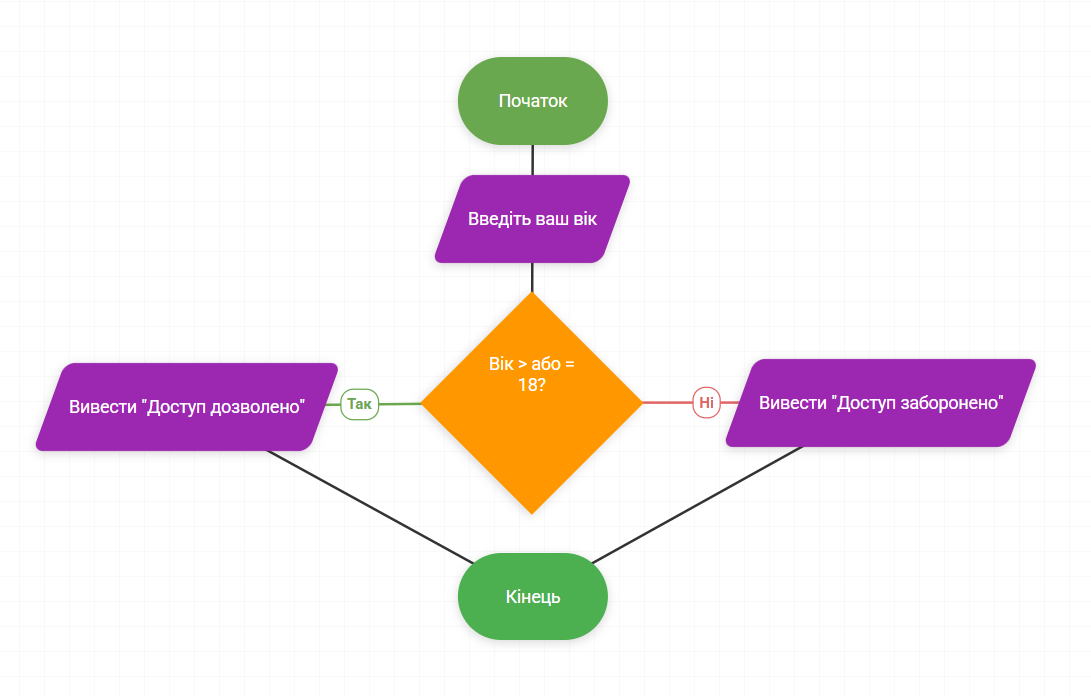 Початок
Введіть ваш вік
Вік > або =
18?
Вивести "Доступ дозволено"
Так
Ні
Вивести "Доступ заборонено"
Кінець